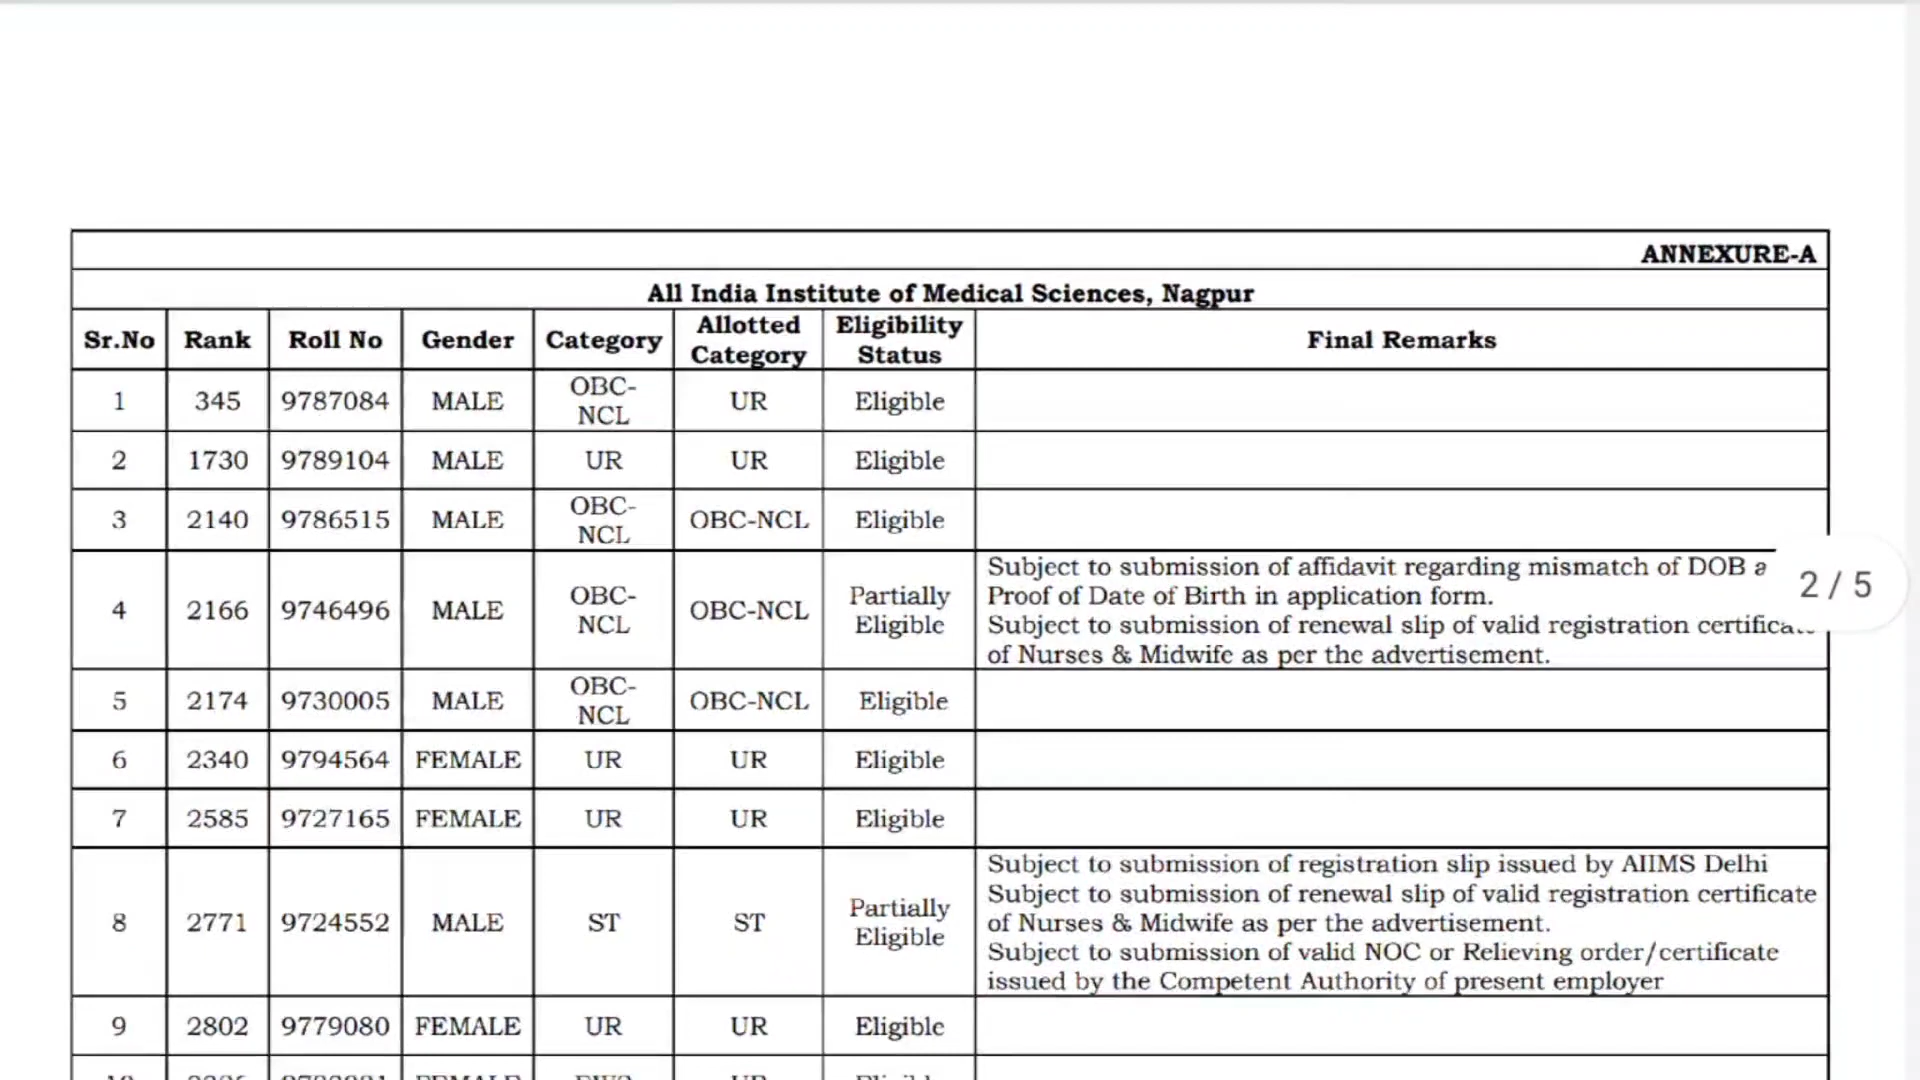 ANNEXURE-A
All India Institute of Medical Sciences, Nagpur
Sr.No Rank Roll No Gender Category Allotted Category Eligibility Status Final Remarks
1 345 9787084 MALE OBC-NCL UR Eligible
2 1730 9789104 MALE UR UR Eligible
3 2140 9786515 MALE OBC-NCL OBC-NCL Eligible
4 2166 9746496 MALE OBC-NCL OBC-NCL Partially Eligible
Subject to submission of affidavit regarding mismatch of DOB
Proof of Date of Birth in application form.
Subject to submission of renewal slip of valid registration
of Nurses & Midwife as per the advertisement.
2 / 5
5 2174 9730005 MALE OBC-NCL OBC-NCL Eligible
6 2340 9794564 FEMALE UR UR Eligible
7 2585 9727165 FEMALE UR UR Eligible
8 2771 9724552 MALE ST ST Partially Eligible
Subject to submission of registration slip issued by AIIMS Delhi
Subject to submission of renewal slip of valid registration certificate
of Nurses & Midwife as per the advertisement.
Subject to submission of valid NOC or Relieving order/certificate
issued by the Competent Authority of present employer
9 2802 9779080 FEMALE UR UR Eligible